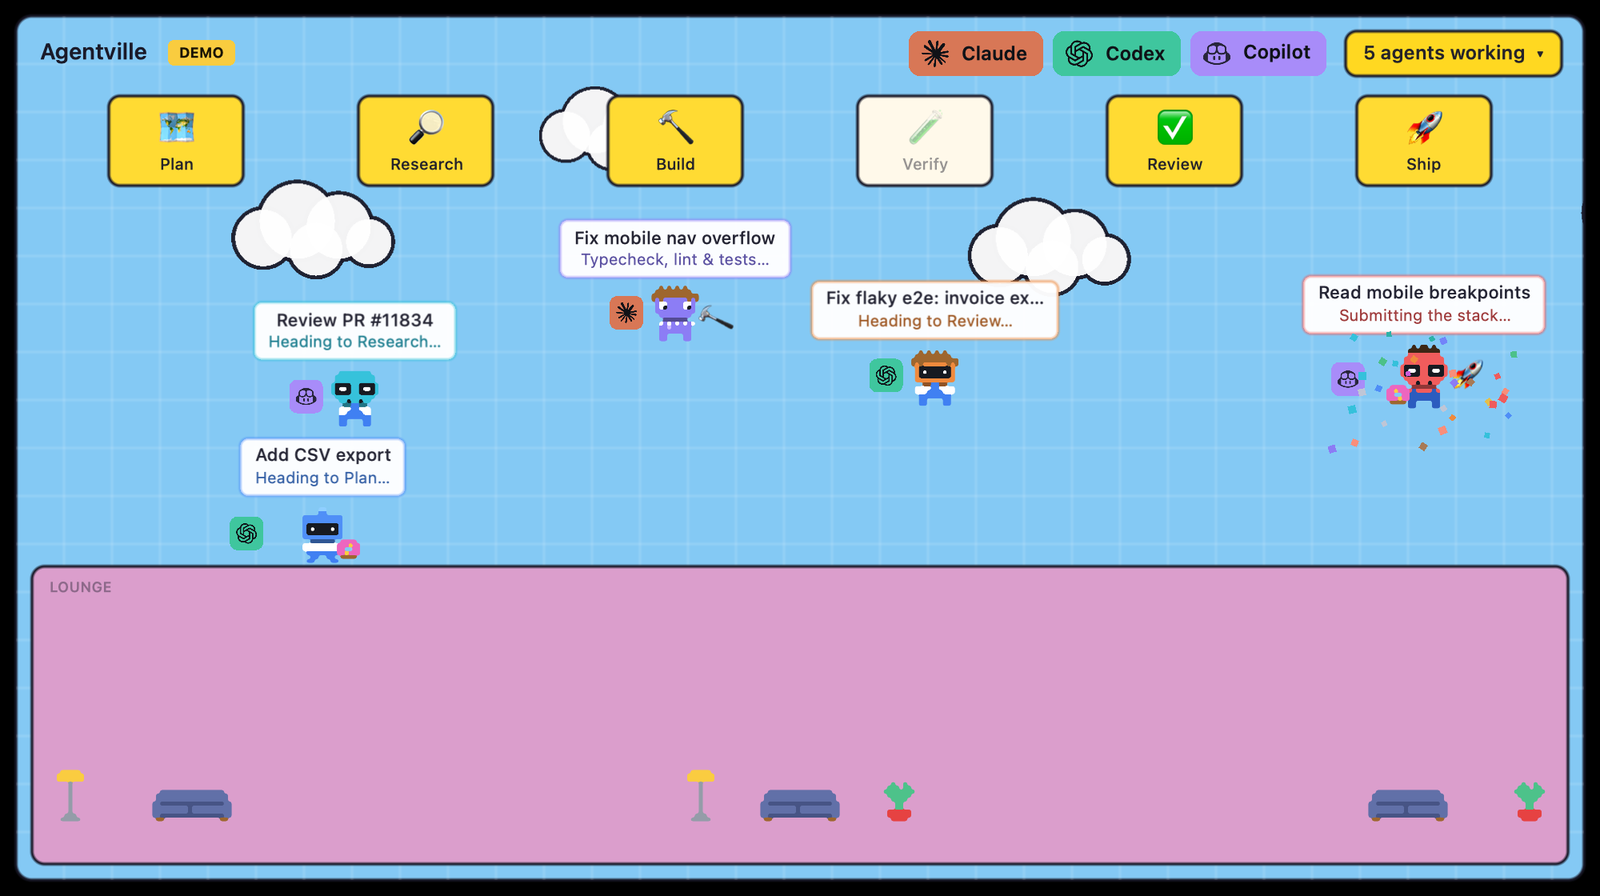 Agentville
DEMO
Claude
Codex
Copilot
5 agents working
Plan
Research
Build
Verify
Review
Ship
Fix mobile nav overflow
Typecheck, lint & tests...
Fix flaky e2e: invoice ex...
Heading to Review...
Read mobile breakpoints
Submitting the stack...
Review PR #11834
Heading to Research...
Add CSV export
Heading to Plan...
LOUNGE